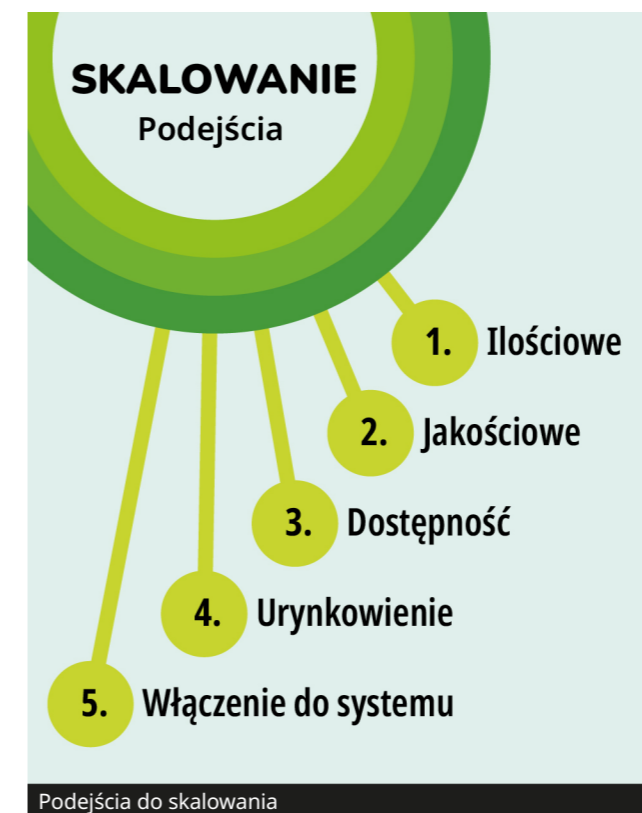 SKALOWANIE
Podejścia
1. Ilościowe
2. Jakościowe
3. Dostępność
4. Urynkowienie
5. Włączenie do systemu
Podejścia do skalowania